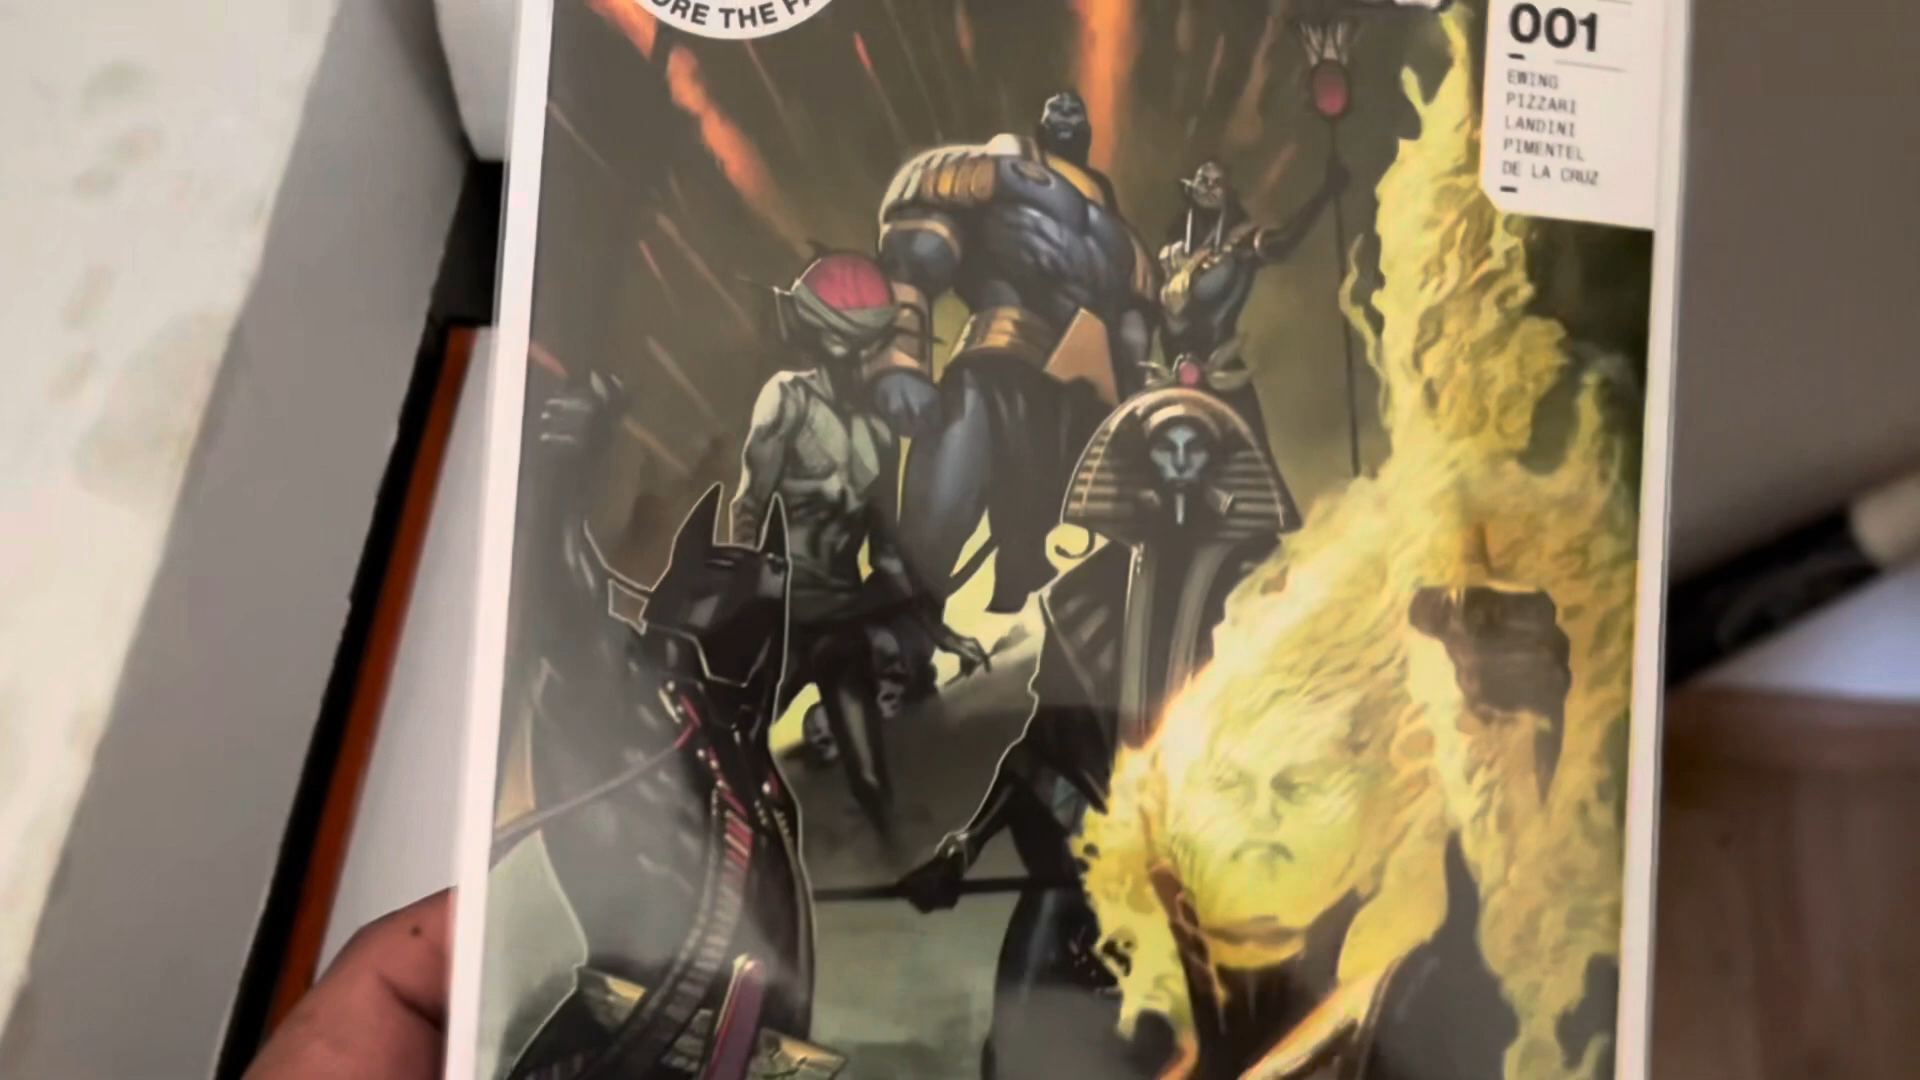 ORE THE FA
001
EWING
PIZZARI
LANDINI
PIMENTEL
DE LA CRUZ